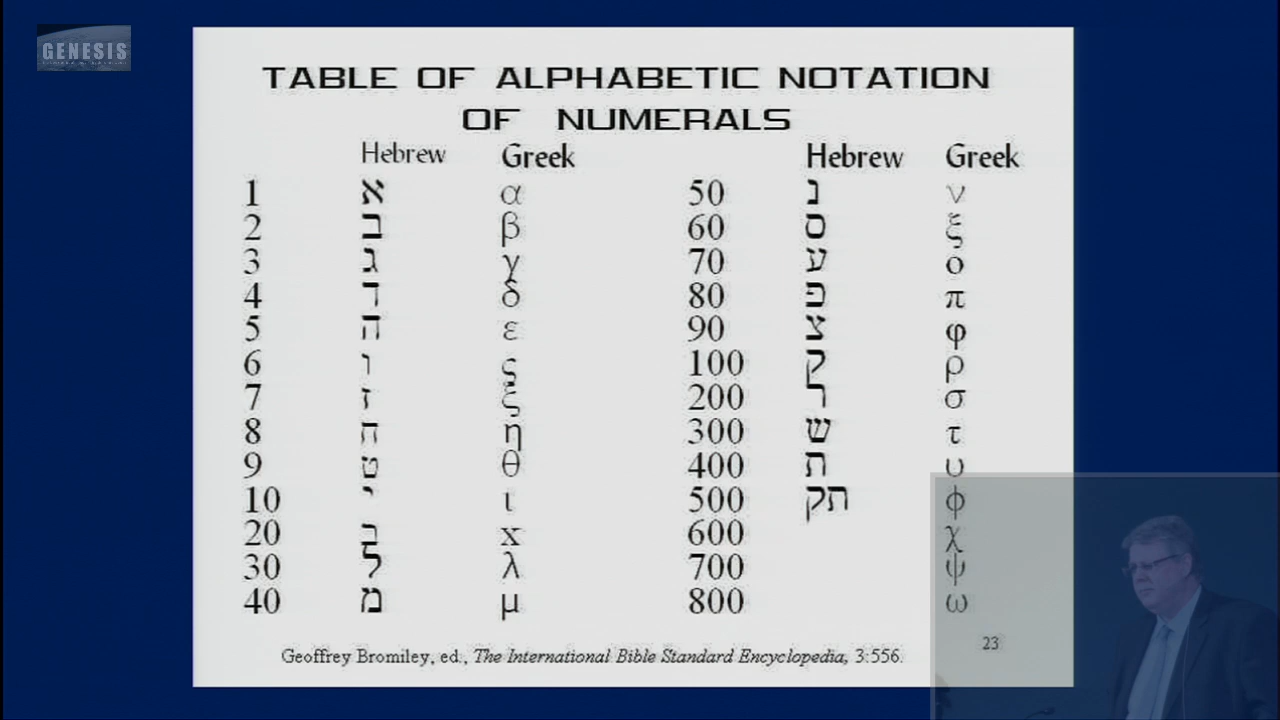 GENESIS
TABLE OF ALPHABETIC NOTATION
OF NUMERALS
Hebrew Greek Hebrew Greek
1 א α 50 נ ν
2 ב β 60 ס ξ
3 ג γ 70 ע ο
4 ד δ 80 פ π
5 ה ε 90 צ φ
6 ו ς 100 ק ρ
7 ז ξ 200 ר σ
8 ח η 300 ש τ
9 ט θ 400 ת υ
10 י ι 500 תק φ
20 כ x 600 χ
30 ל λ 700 ψ
40 מ μ 800 ω
Geoffrey Bromiley, ed., The International Bible Standard Encyclopedia, 3:556.
23